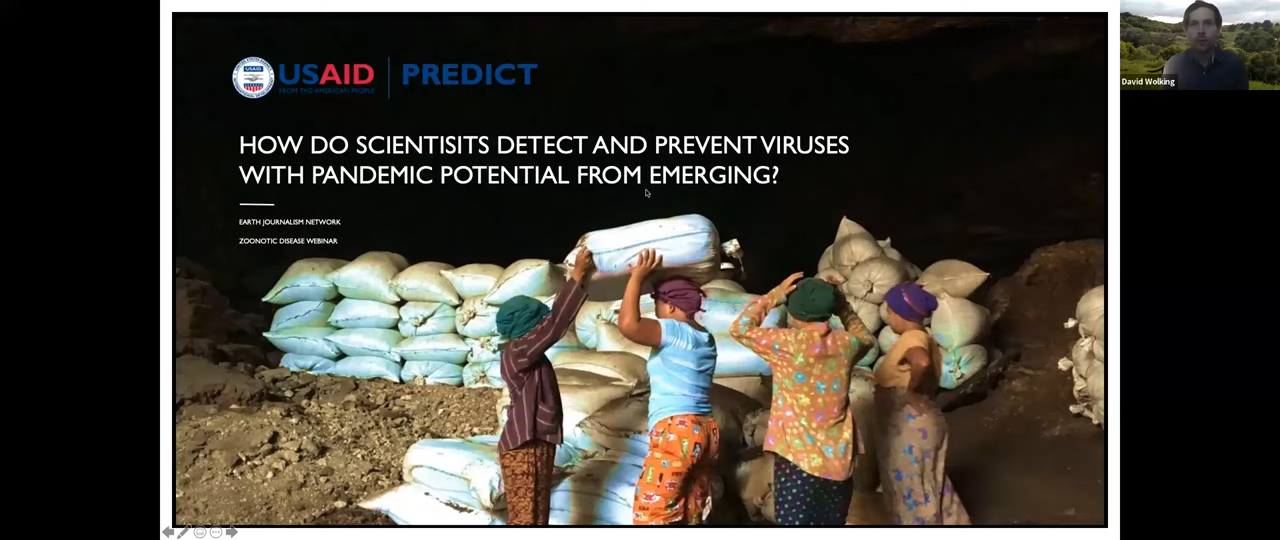 USAID
FROM THE AMERICAN PEOPLE
PREDICT
HOW DO SCIENTISITS DETECT AND PREVENT VIRUSES
WITH PANDEMIC POTENTIAL FROM EMERGING?
EARTH JOURNALISM NETWORK
ZOONOTIC DISEASE WEBINAR
David Wolking